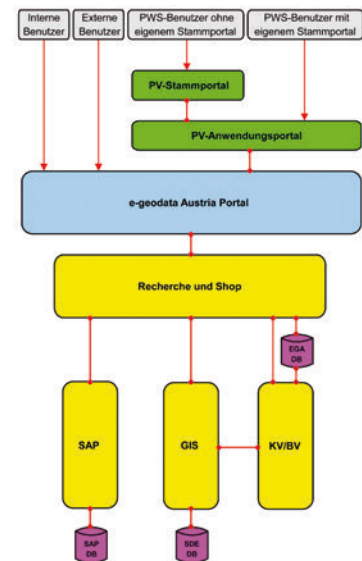 Interne
Benutzer
Externe
Benutzer
PWS-Benutzer ohne
eigenem Stammportal
PWS-Benutzer mit
eigenem Stammportal
PV-Stammportal
PV-Anwendungsportal
e-geodata Austria Portal
Recherche und Shop
EGA
DB
SAP
GIS
KV/BV
SAP
DB
SDE
DB